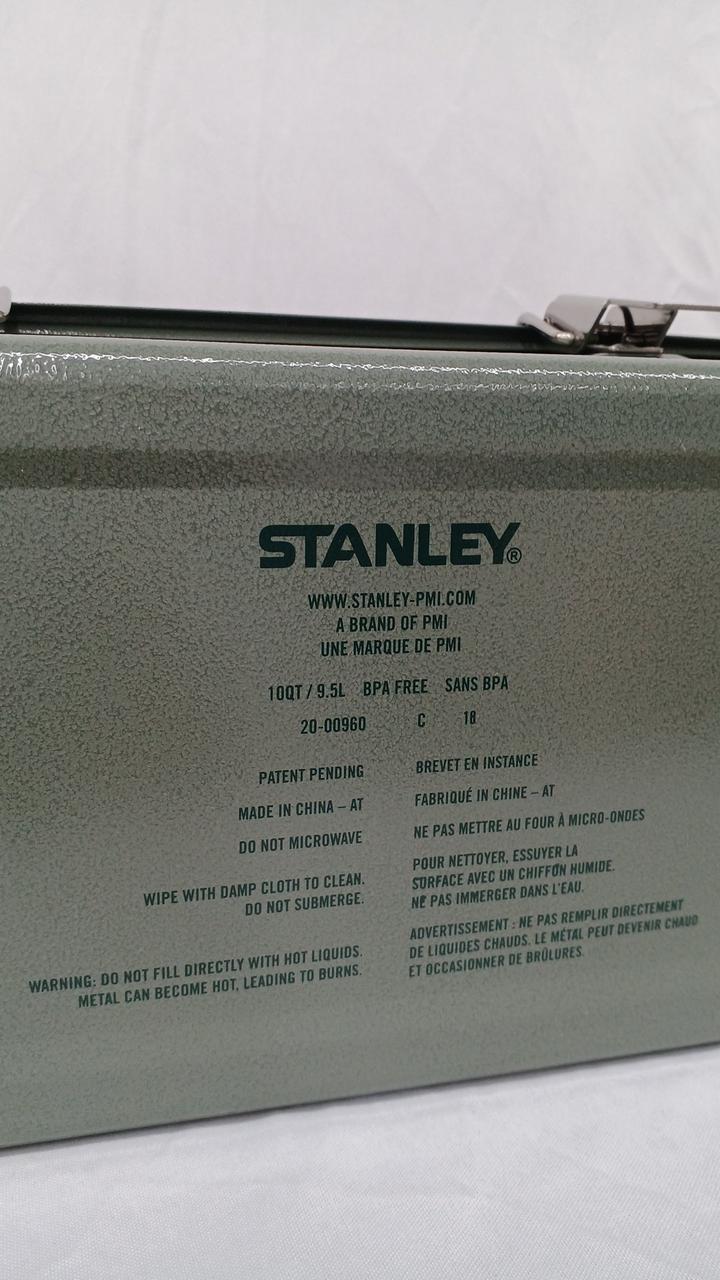 STANLEY®
WWW.STANLEY-PMI.COM
A BRAND OF PMI
UNE MARQUE DE PMI
10QT / 9.5L BPA FREE SANS BPA
20-00960 C 18
PATENT PENDING
MADE IN CHINA – AT
DO NOT MICROWAVE
WIPE WITH DAMP CLOTH TO CLEAN.
DO NOT SUBMERGE.
WARNING: DO NOT FILL DIRECTLY WITH HOT LIQUIDS.
METAL CAN BECOME HOT, LEADING TO BURNS.
BREVET EN INSTANCE
FABRIQUÉ IN CHINE – AT
NE PAS METTRE AU FOUR À MICRO-ONDES
POUR NETTOYER, ESSUYER LA
SURFACE AVEC UN CHIFFON HUMIDE.
NE PAS IMMERGER DANS L'EAU.
ADVERTISSEMENT : NE PAS REMPLIR DIRECTEMENT
DE LIQUIDES CHAUDS. LE MÉTAL PEUT DEVENIR CHAUD
ET OCCASIONNER DE BRÛLURES.